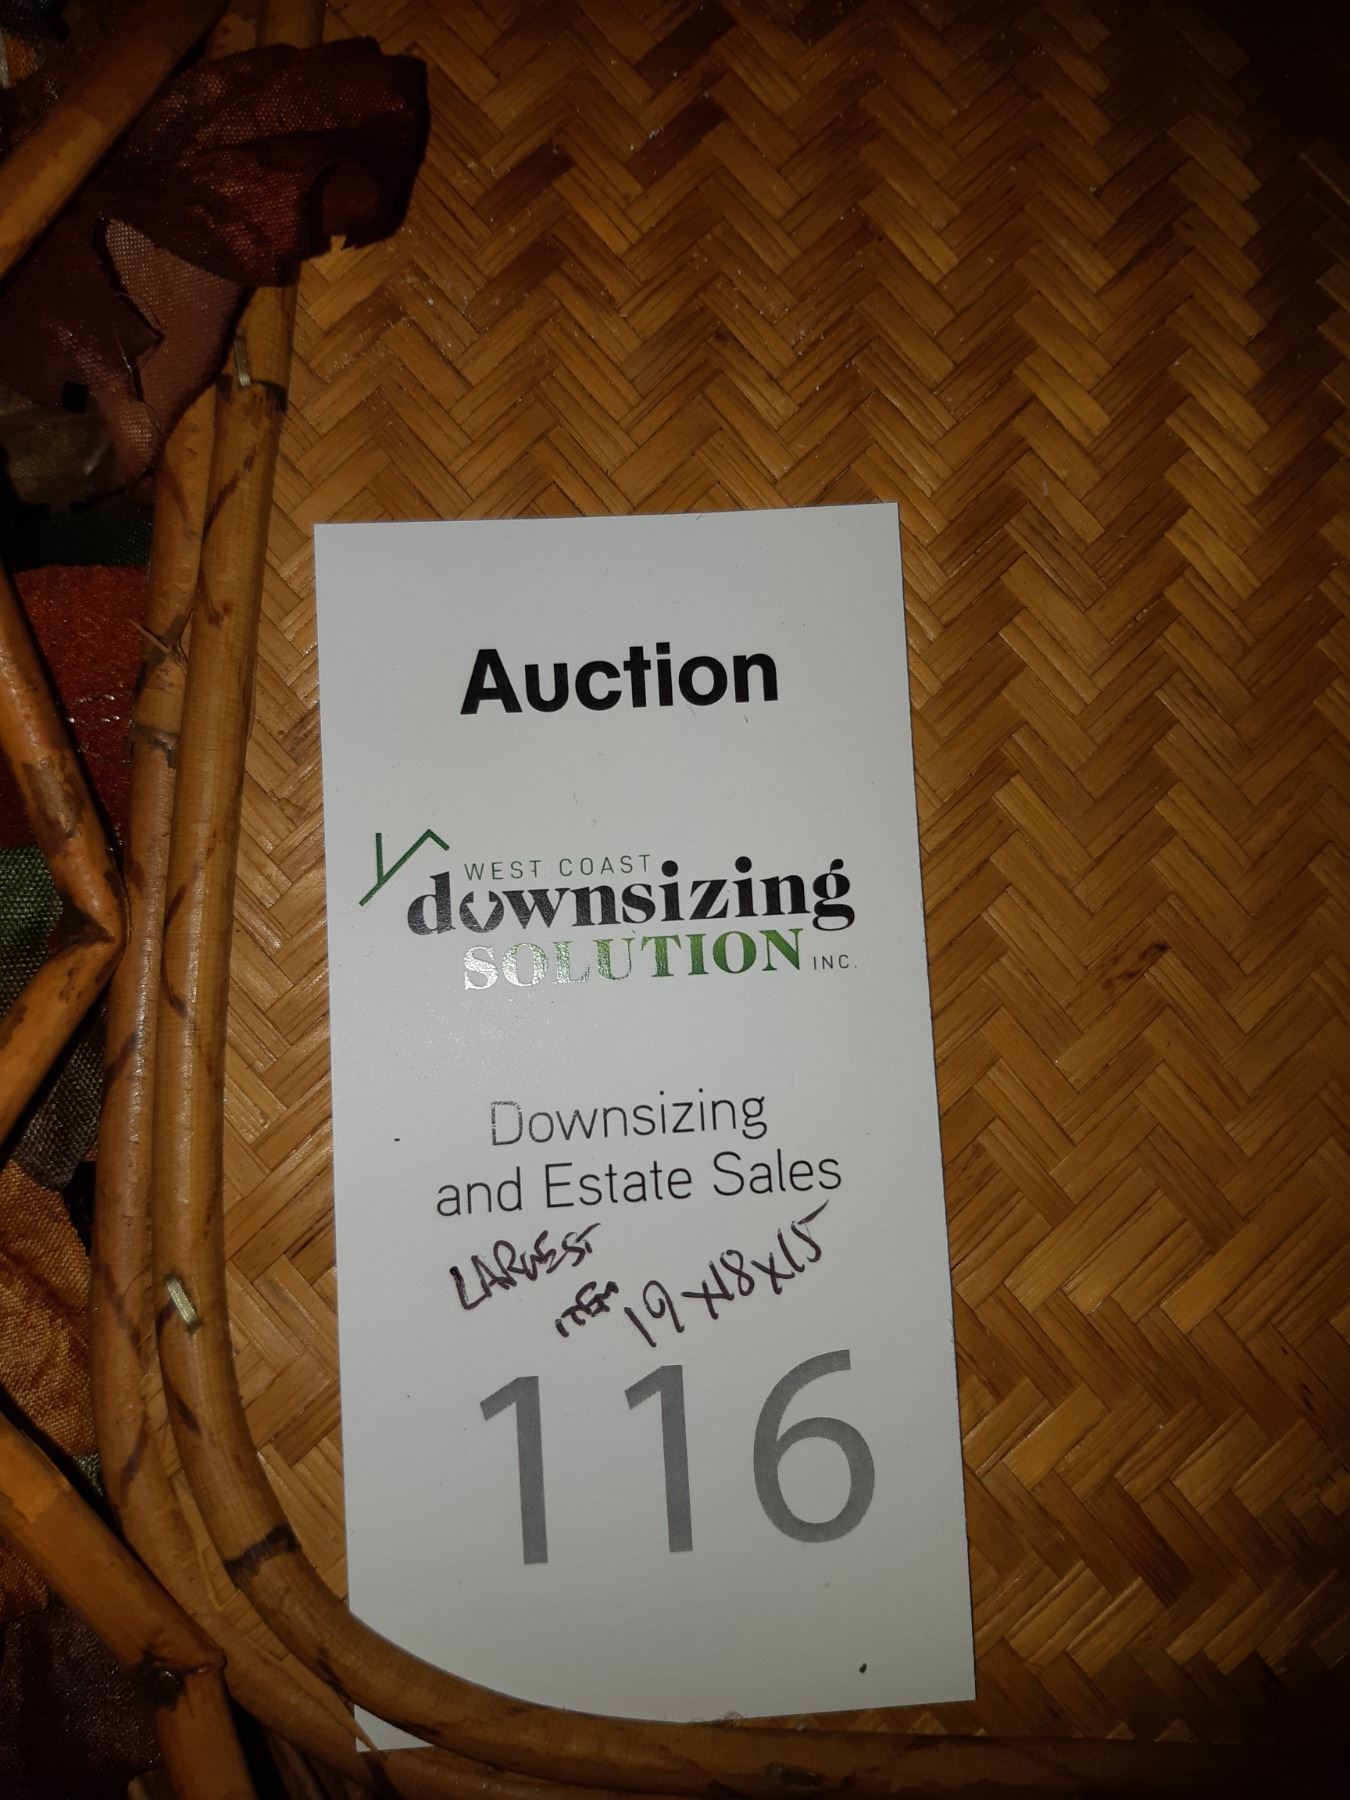 Auction
WEST COAST
downsizing
SOLUTION INC.
Downsizing
and Estate Sales
LARGEST
ITEM 19x18x15
116